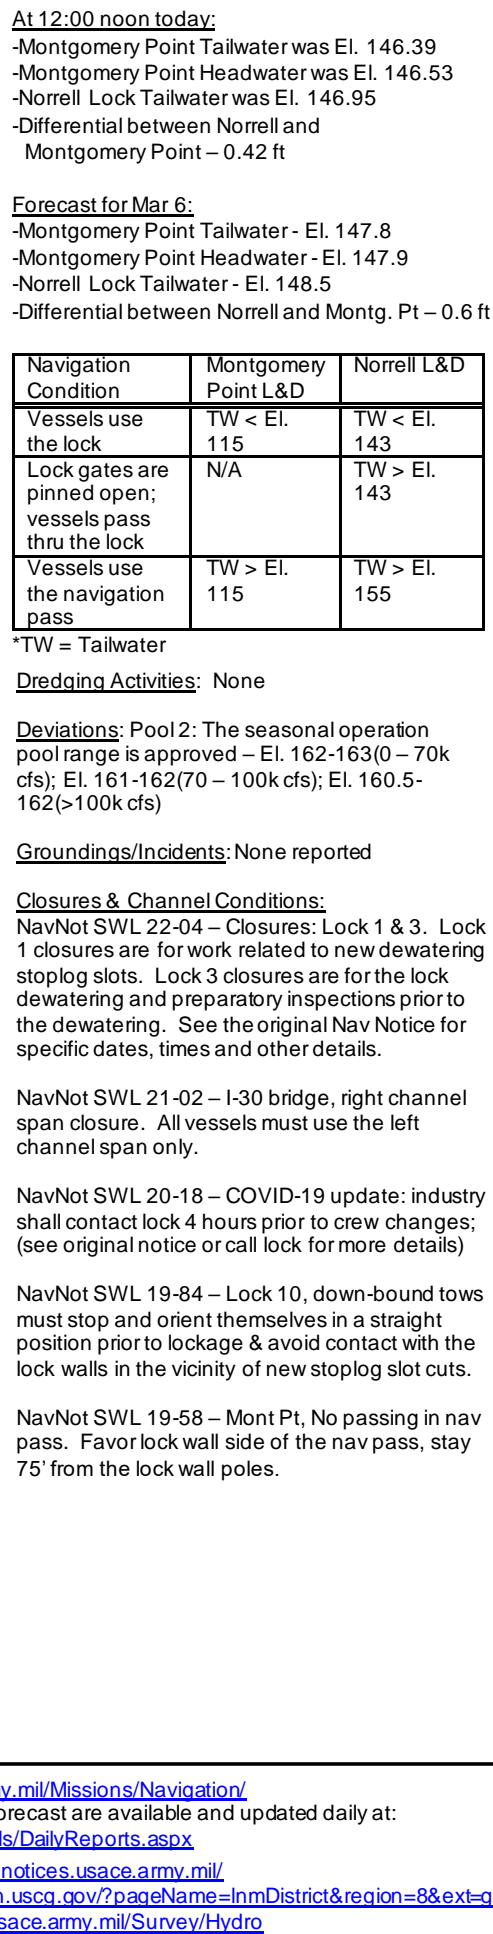 At 12:00 noon today:
-Montgomery Point Tailwater was El. 146.39
-Montgomery Point Headwater was El. 146.53
-Norrell Lock Tailwater was El. 146.95
-Differential between Norrell and
Montgomery Point – 0.42 ft
Forecast for Mar 6:
-Montgomery Point Tailwater - El. 147.8
-Montgomery Point Headwater - El. 147.9
-Norrell Lock Tailwater - El. 148.5
-Differential between Norrell and Montg. Pt – 0.6 ft
Navigation Montgomery Norrell L&D
Condition Point L&D
Vessels use TW < El. TW < El.
the lock 115 143
Lock gates are N/A TW > El.
pinned open; 143
vessels pass
thru the lock
Vessels use TW > El. TW > El.
the navigation 115 155
pass
*TW = Tailwater
Dredging Activities: None
Deviations: Pool 2: The seasonal operation
pool range is approved – El. 162-163(0 – 70k
cfs); El. 161-162(70 – 100k cfs); El. 160.5-
162(>100k cfs)
Groundings/Incidents: None reported
Closures & Channel Conditions:
NavNot SWL 22-04 – Closures: Lock 1 & 3. Lock
1 closures are for work related to new dewatering
stoplog slots. Lock 3 closures are for the lock
dewatering and preparatory inspections prior to
the dewatering. See the original Nav Notice for
specific dates, times and other details.
NavNot SWL 21-02 – I-30 bridge, right channel
span closure. All vessels must use the left
channel span only.
NavNot SWL 20-18 – COVID-19 update: industry
shall contact lock 4 hours prior to crew changes;
(see original notice or call lock for more details)
NavNot SWL 19-84 – Lock 10, down-bound tows
must stop and orient themselves in a straight
position prior to lockage & avoid contact with the
lock walls in the vicinity of new stoplog slot cuts.
NavNot SWL 19-58 – Mont Pt, No passing in nav
pass. Favor lock wall side of the nav pass, stay
75' from the lock wall poles.
y.mil/Missions/Navigation/
orecast are available and updated daily at:
ls/DailyReports.aspx
notices.usace.army.mil/
n.uscg.gov/?pageName=lnmDistrict&region=8&ext=g
sace.army.mil/Survey/Hydro